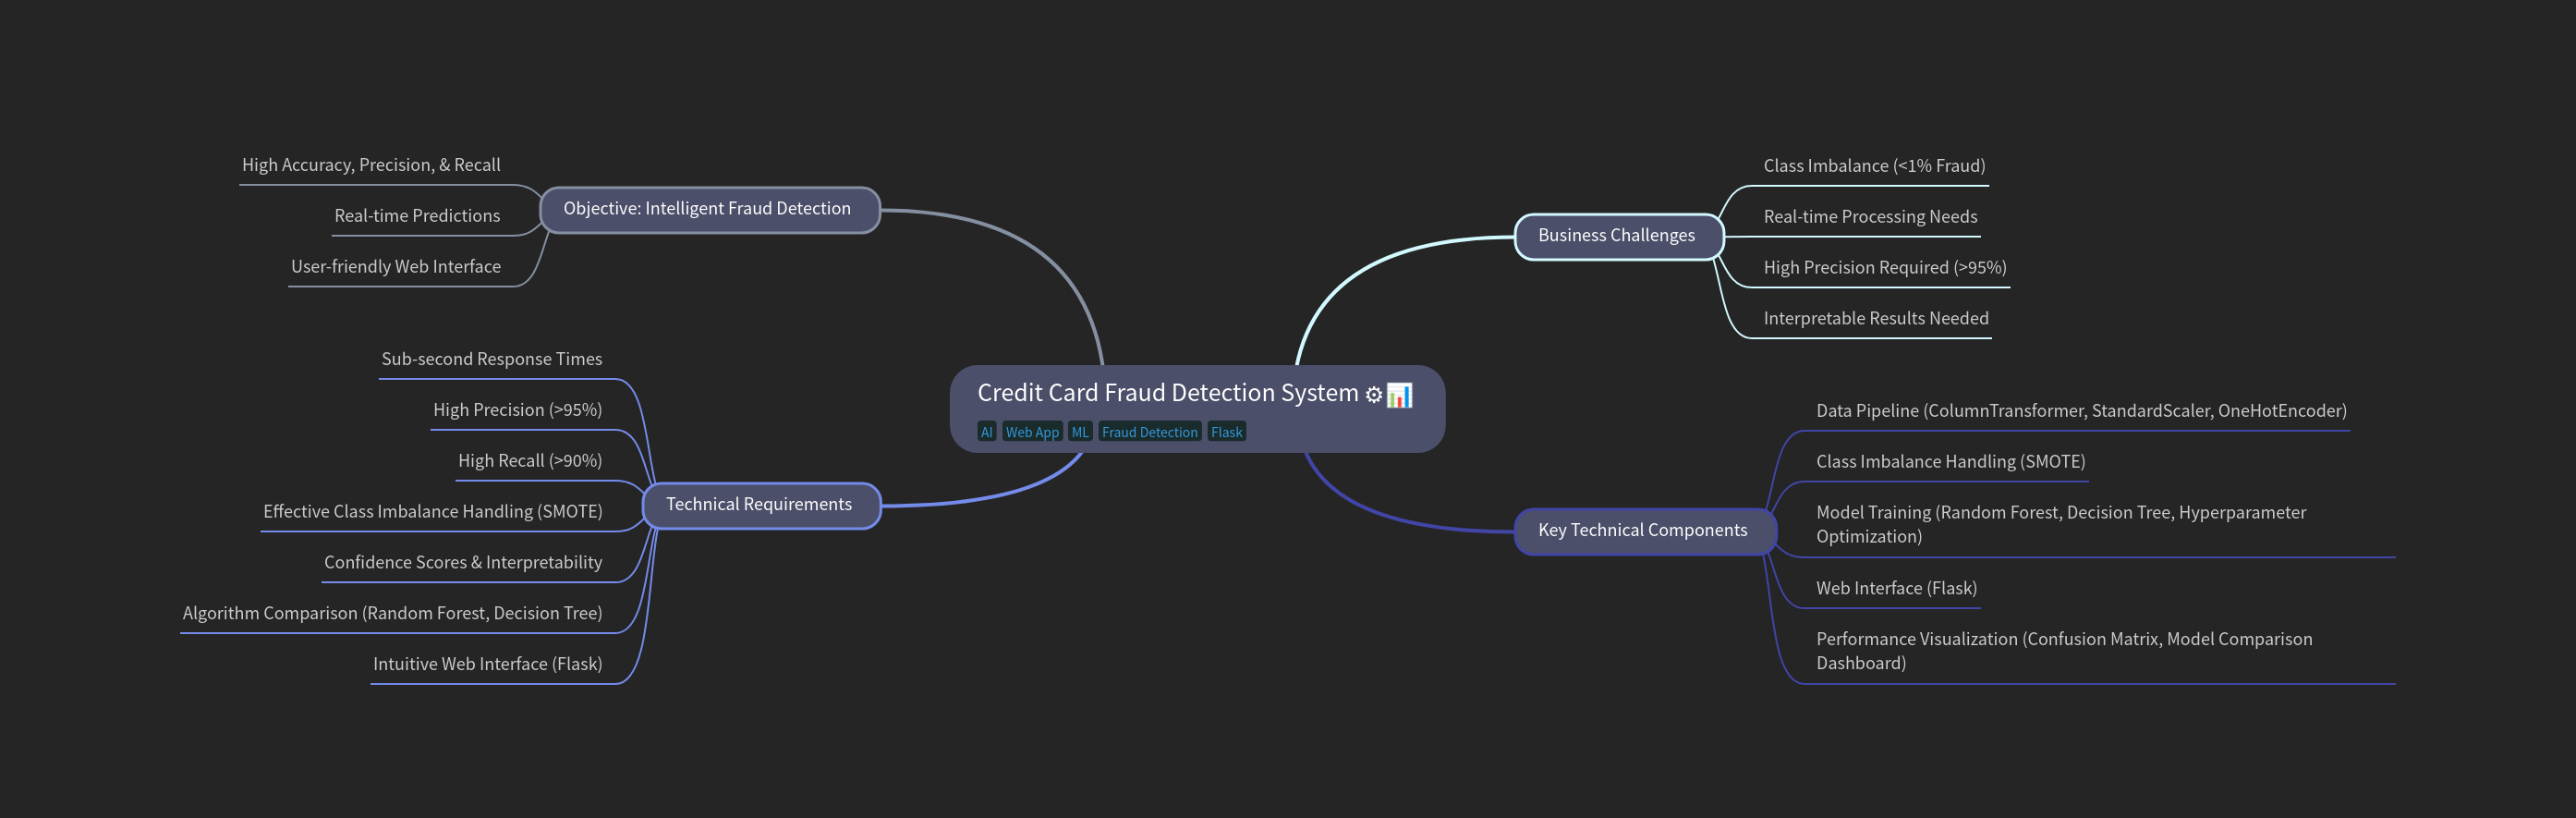 Credit Card Fraud Detection System ⚙📊
AI Web App ML Fraud Detection Flask
Objective: Intelligent Fraud Detection
High Accuracy, Precision, & Recall
Real-time Predictions
User-friendly Web Interface
Technical Requirements
Sub-second Response Times
High Precision (>95%)
High Recall (>90%)
Effective Class Imbalance Handling (SMOTE)
Confidence Scores & Interpretability
Algorithm Comparison (Random Forest, Decision Tree)
Intuitive Web Interface (Flask)
Business Challenges
Class Imbalance (<1% Fraud)
Real-time Processing Needs
High Precision Required (>95%)
Interpretable Results Needed
Key Technical Components
Data Pipeline (ColumnTransformer, StandardScaler, OneHotEncoder)
Class Imbalance Handling (SMOTE)
Model Training (Random Forest, Decision Tree, Hyperparameter
Optimization)
Web Interface (Flask)
Performance Visualization (Confusion Matrix, Model Comparison
Dashboard)